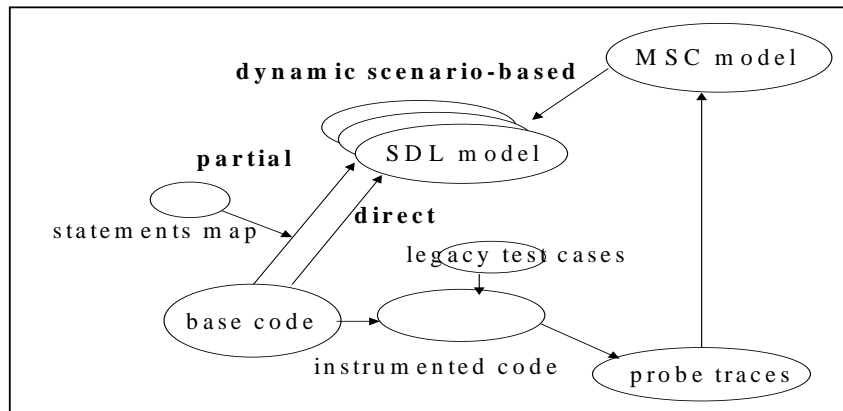 MSC model
dynamic scenario-based
SDL model
partial
direct
statements map
legacy test cases
base code
instrumented code
probe traces